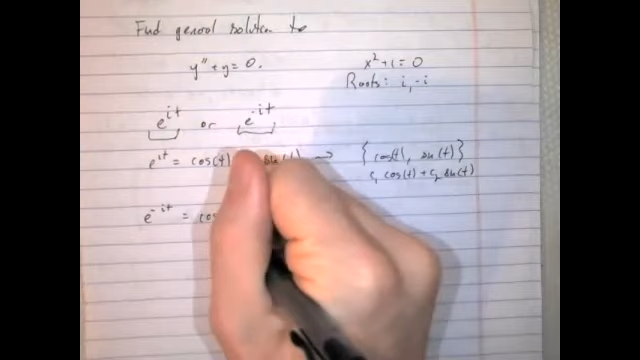 Find general solution to
y'' + y = 0.
x² + 1 = 0
Roots: i, -i
e^{it} or e^{-it}
e^{it} = cos(t) sin(t) → {cos(t), sin(t)}
c₁ cos(t) + c₂ sin(t)
e^{-it} = cos